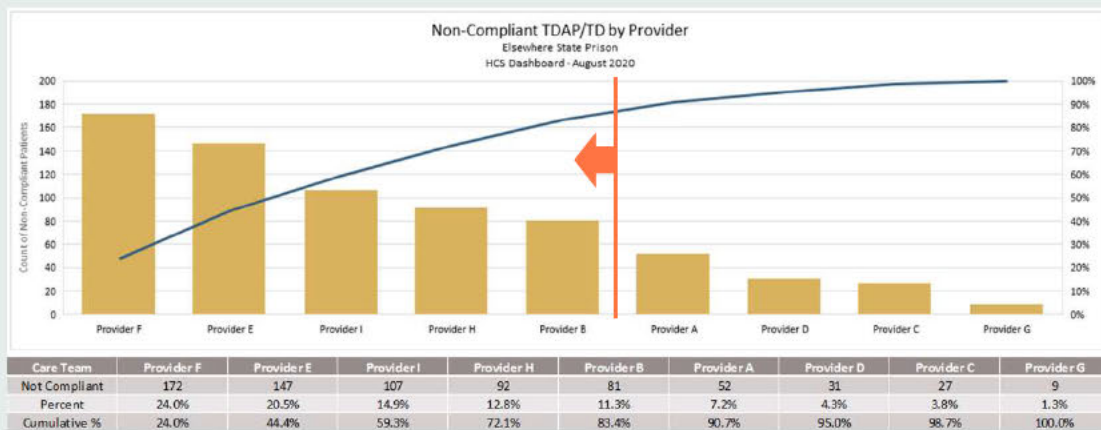 Non-Compliant TDAP/TD by Provider
Elsewhere State Prison
HCS Dashboard - August 2020
Count of Non-Compliant Patients
200
180
160
140
120
100
80
60
40
20
0
100%
90%
80%
70%
60%
50%
40%
30%
20%
10%
0%
Provider F Provider E Provider I Provider H Provider B Provider A Provider D Provider C Provider G
Care Team Provider F Provider E Provider I Provider H Provider B Provider A Provider D Provider C Provider G
Not Compliant 172 147 107 92 81 52 31 27 9
Percent 24.0% 20.5% 14.9% 12.8% 11.3% 7.2% 4.3% 3.8% 1.3%
Cumulative % 24.0% 44.4% 59.3% 72.1% 83.4% 90.7% 95.0% 98.7% 100.0%